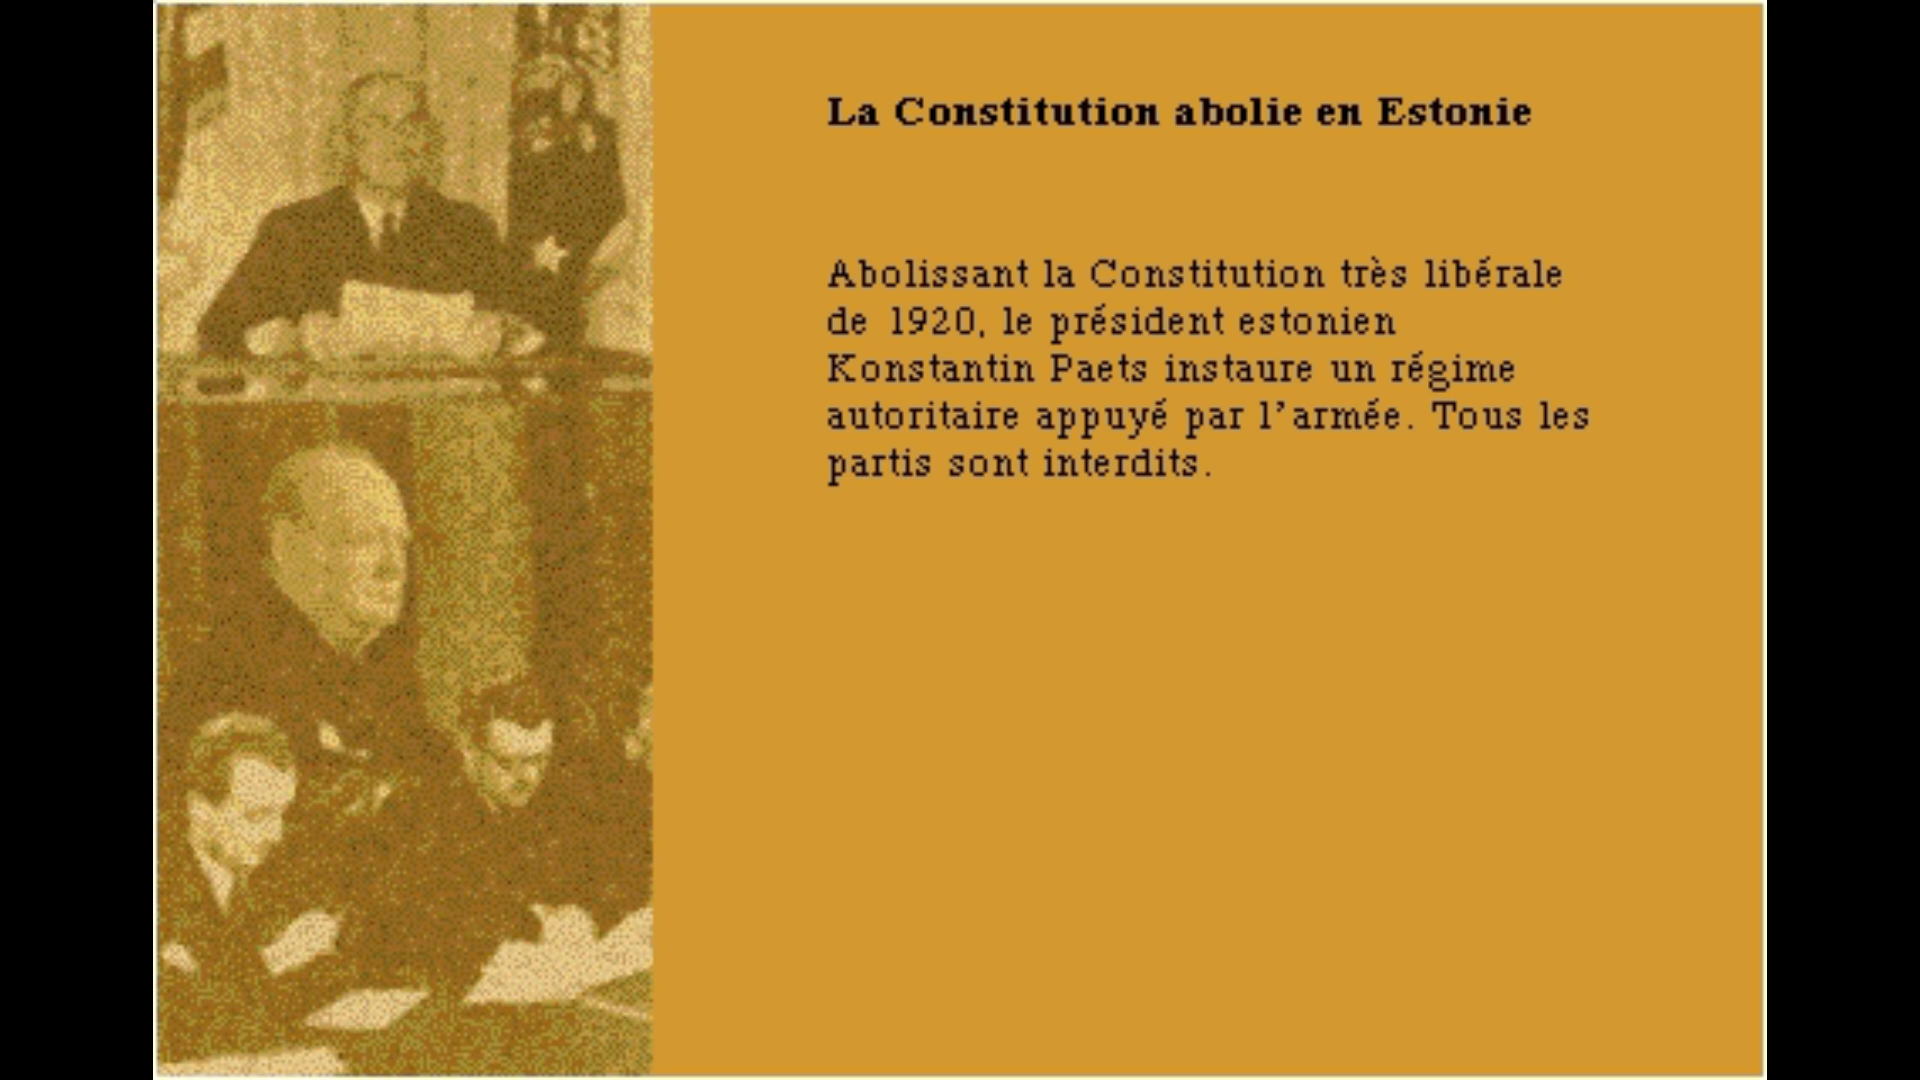 La Constitution abolie en Estonie
Abolissant la Constitution très libérale
de 1920, le président estonien
Konstantin Paets instaure un régime
autoritaire appuyé par l’armée. Tous les
partis sont interdits.